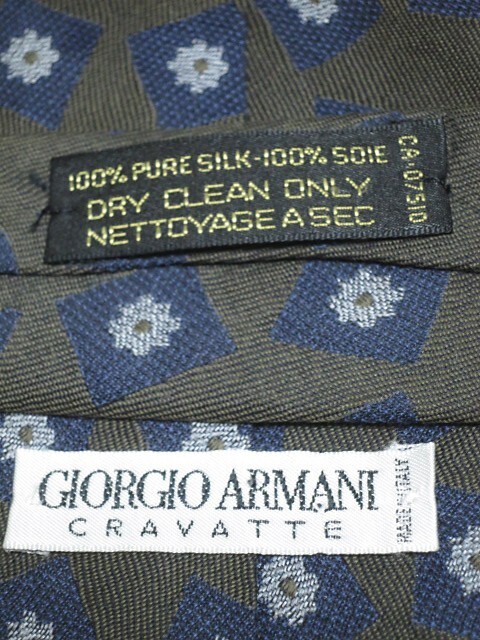 100% PURE SILK-100% SOIE
DRY CLEAN ONLY
NETTOYAGE A SEC
CA·07510
GIORGIO ARMANI
CRAVATTE
MADE IN ITALY